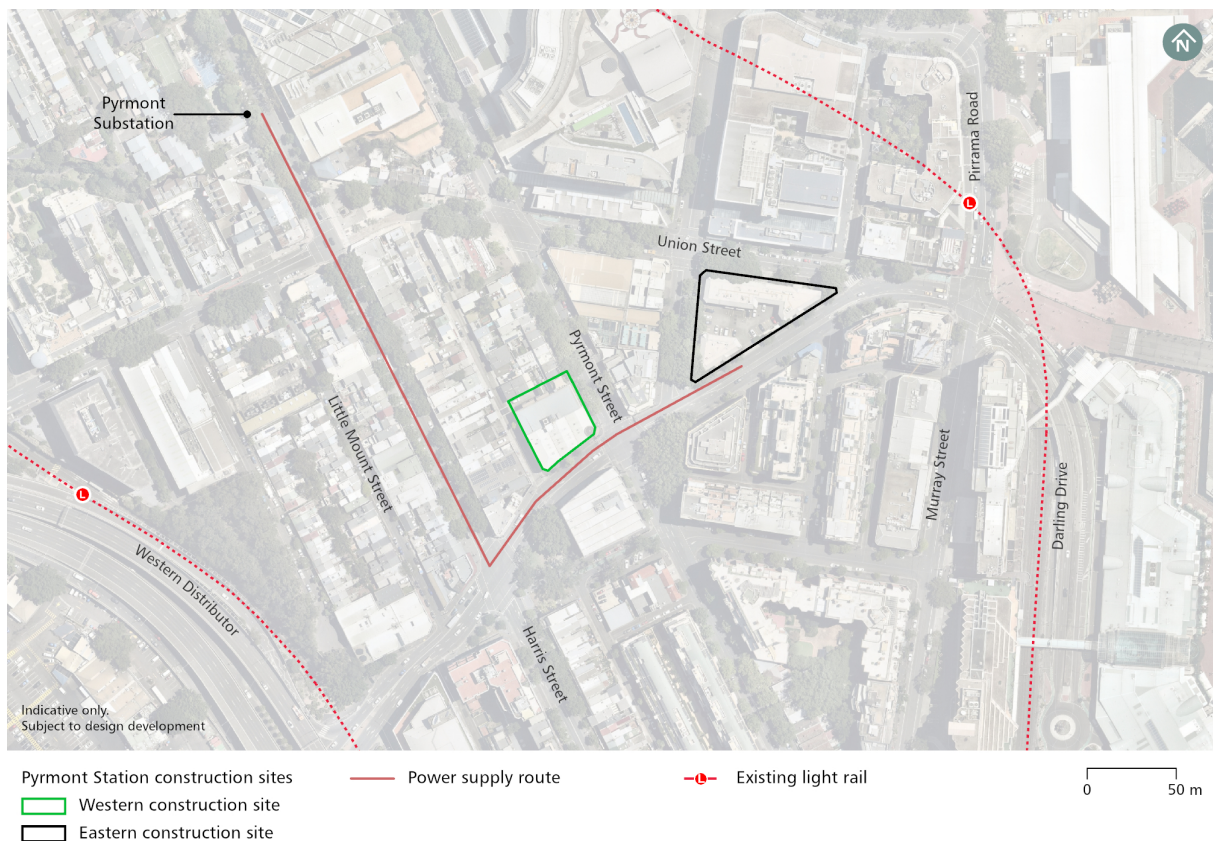 N
Pyrmont
Substation
Pirrama Road
Union Street
L
Pyrmont Street
Little Mount Street
L
Murray Street
Darling Drive
Western Distributor
Harris Street
Indicative only.
Subject to design development
Pyrmont Station construction sites
Western construction site
Eastern construction site
Power supply route
L
Existing light rail
0
50 m